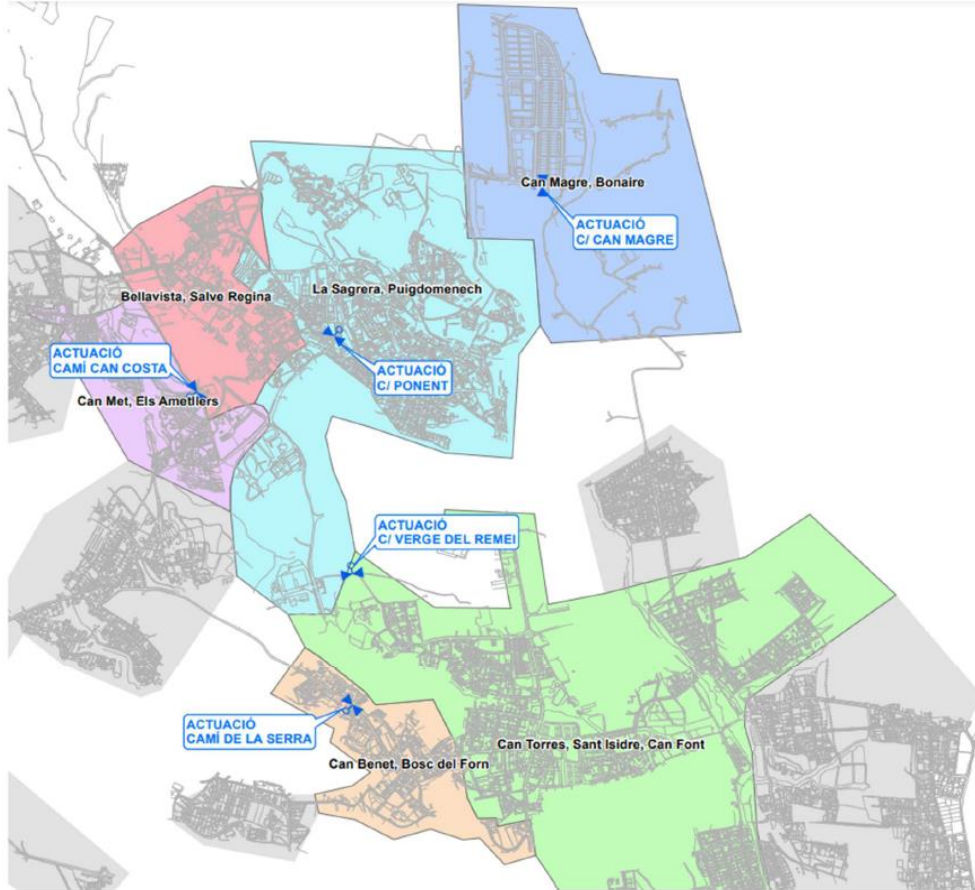 Can Magre, Bonaire
ACTUACIÓ
C/ CAN MAGRE
La Sagrera, Puigdomenech
Bellavista, Salve Regina
ACTUACIÓ
CAMÍ CAN COSTA
ACTUACIÓ
C/ PONENT
Can Met, Els Ametllers
ACTUACIÓ
C/ VERGE DEL REMEI
ACTUACIÓ
CAMÍ DE LA SERRA
Can Torres, Sant Isidre, Can Font
Can Benet, Bosc del Forn